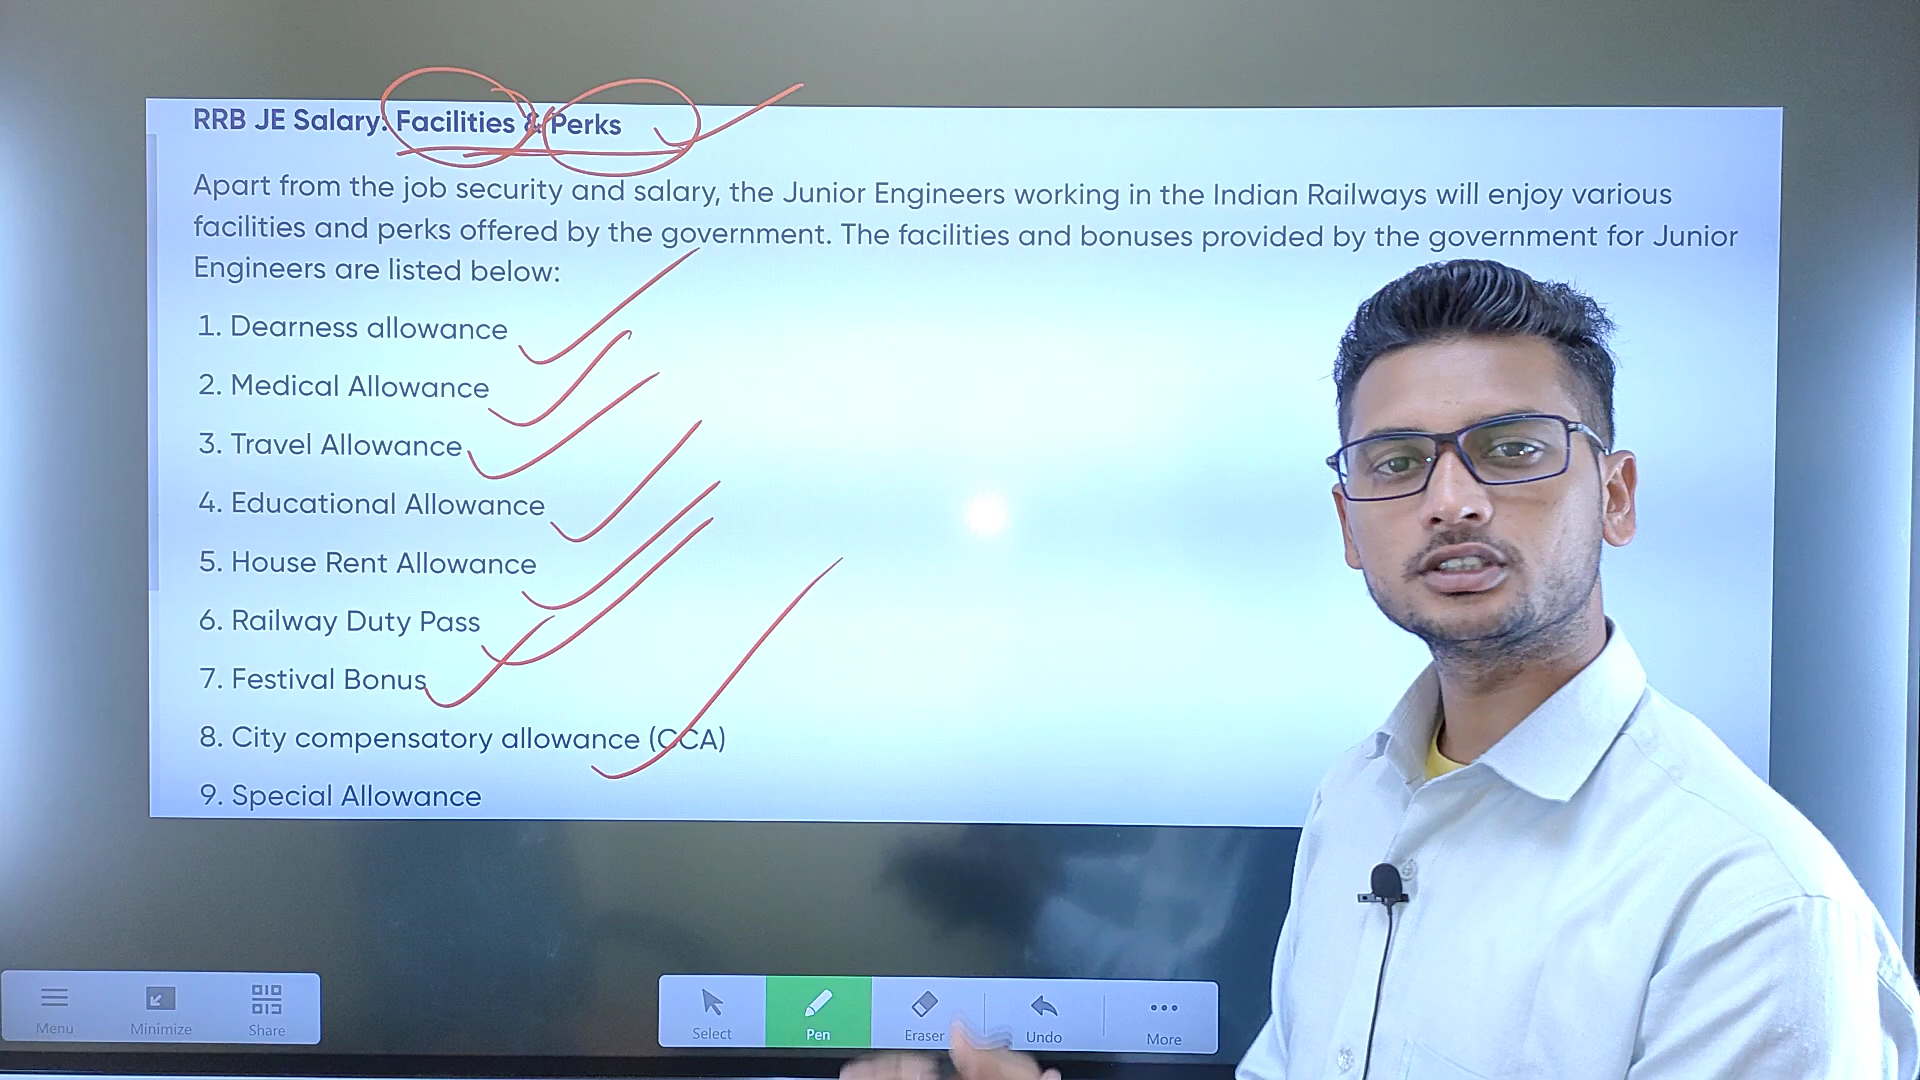 RRB JE Salary: Facilities & Perks
Apart from the job security and salary, the Junior Engineers working in the Indian Railways will enjoy various
facilities and perks offered by the government. The facilities and bonuses provided by the government for Junior
Engineers are listed below:
1. Dearness allowance
2. Medical Allowance
3. Travel Allowance
4. Educational Allowance
5. House Rent Allowance
6. Railway Duty Pass
7. Festival Bonus
8. City compensatory allowance (CCA)
9. Special Allowance
Menu Minimize Share Select Pen Eraser Undo More